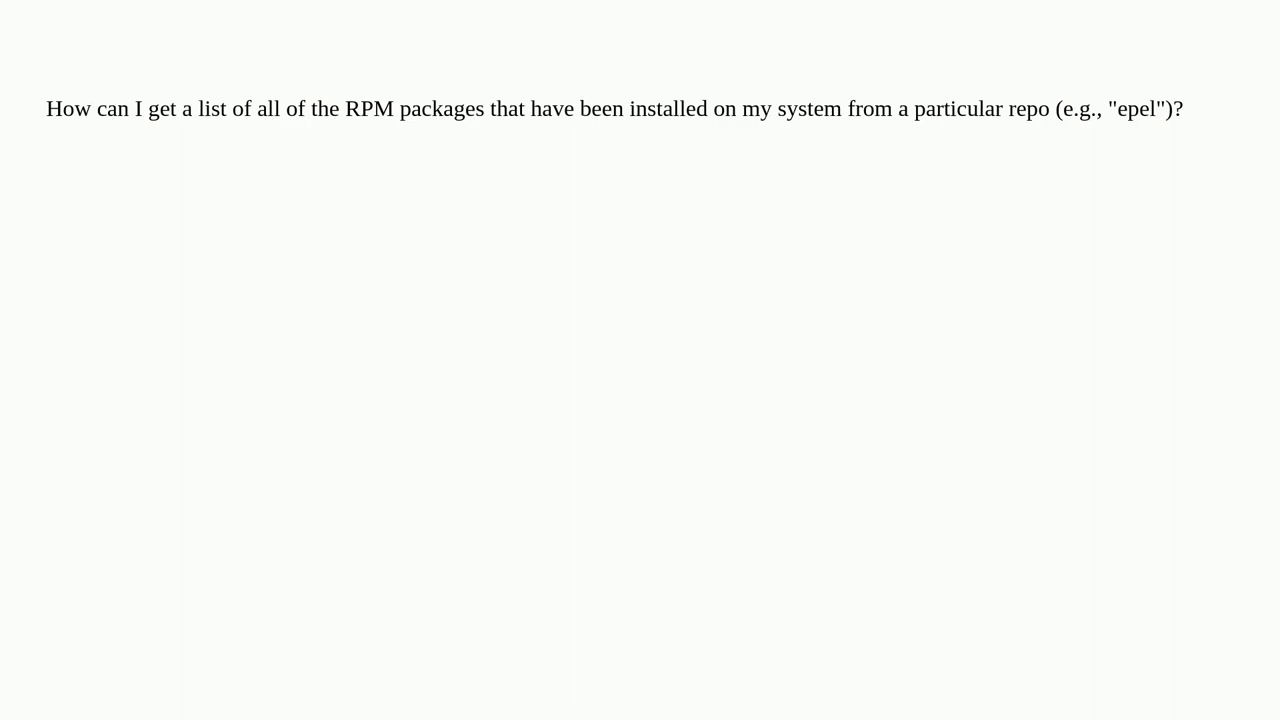 How can I get a list of all of the RPM packages that have been installed on my system from a particular repo (e.g., "epel")?